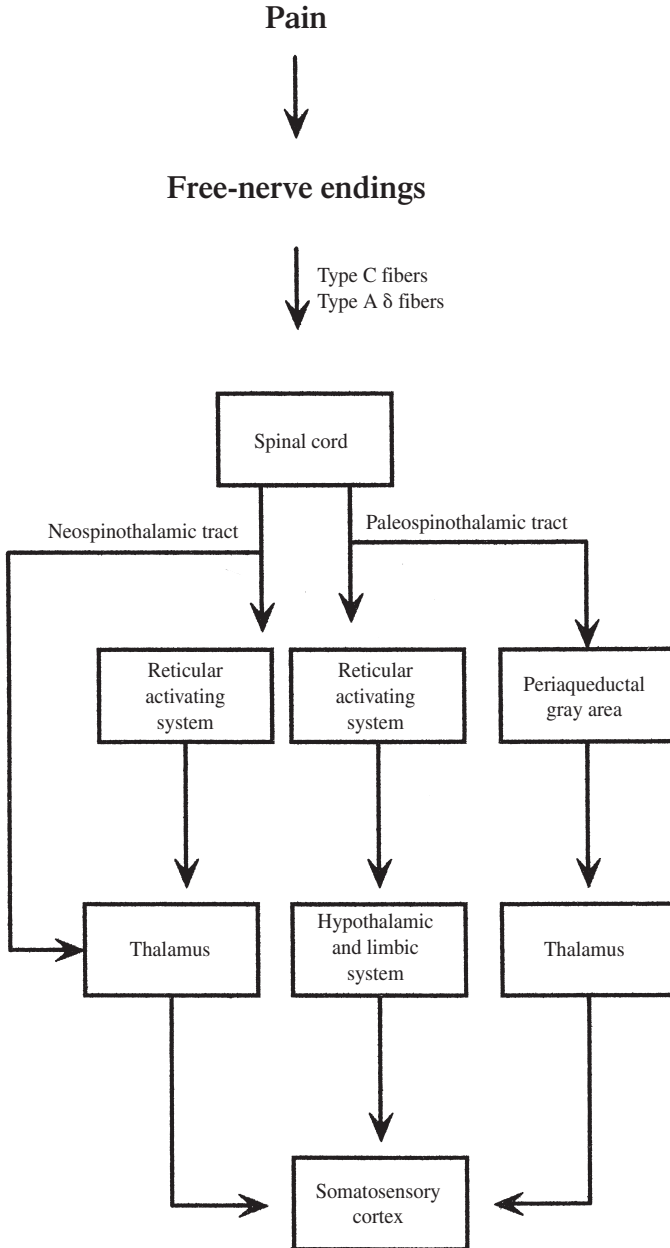 Pain
Free-nerve endings
Type C fibers
Type A δ fibers
Spinal cord
Neospinothalamic tract
Paleospinothalamic tract
Reticular
activating
system
Reticular
activating
system
Periaqueductal
gray area
Thalamus
Hypothalamic
and limbic
system
Thalamus
Somatosensory
cortex